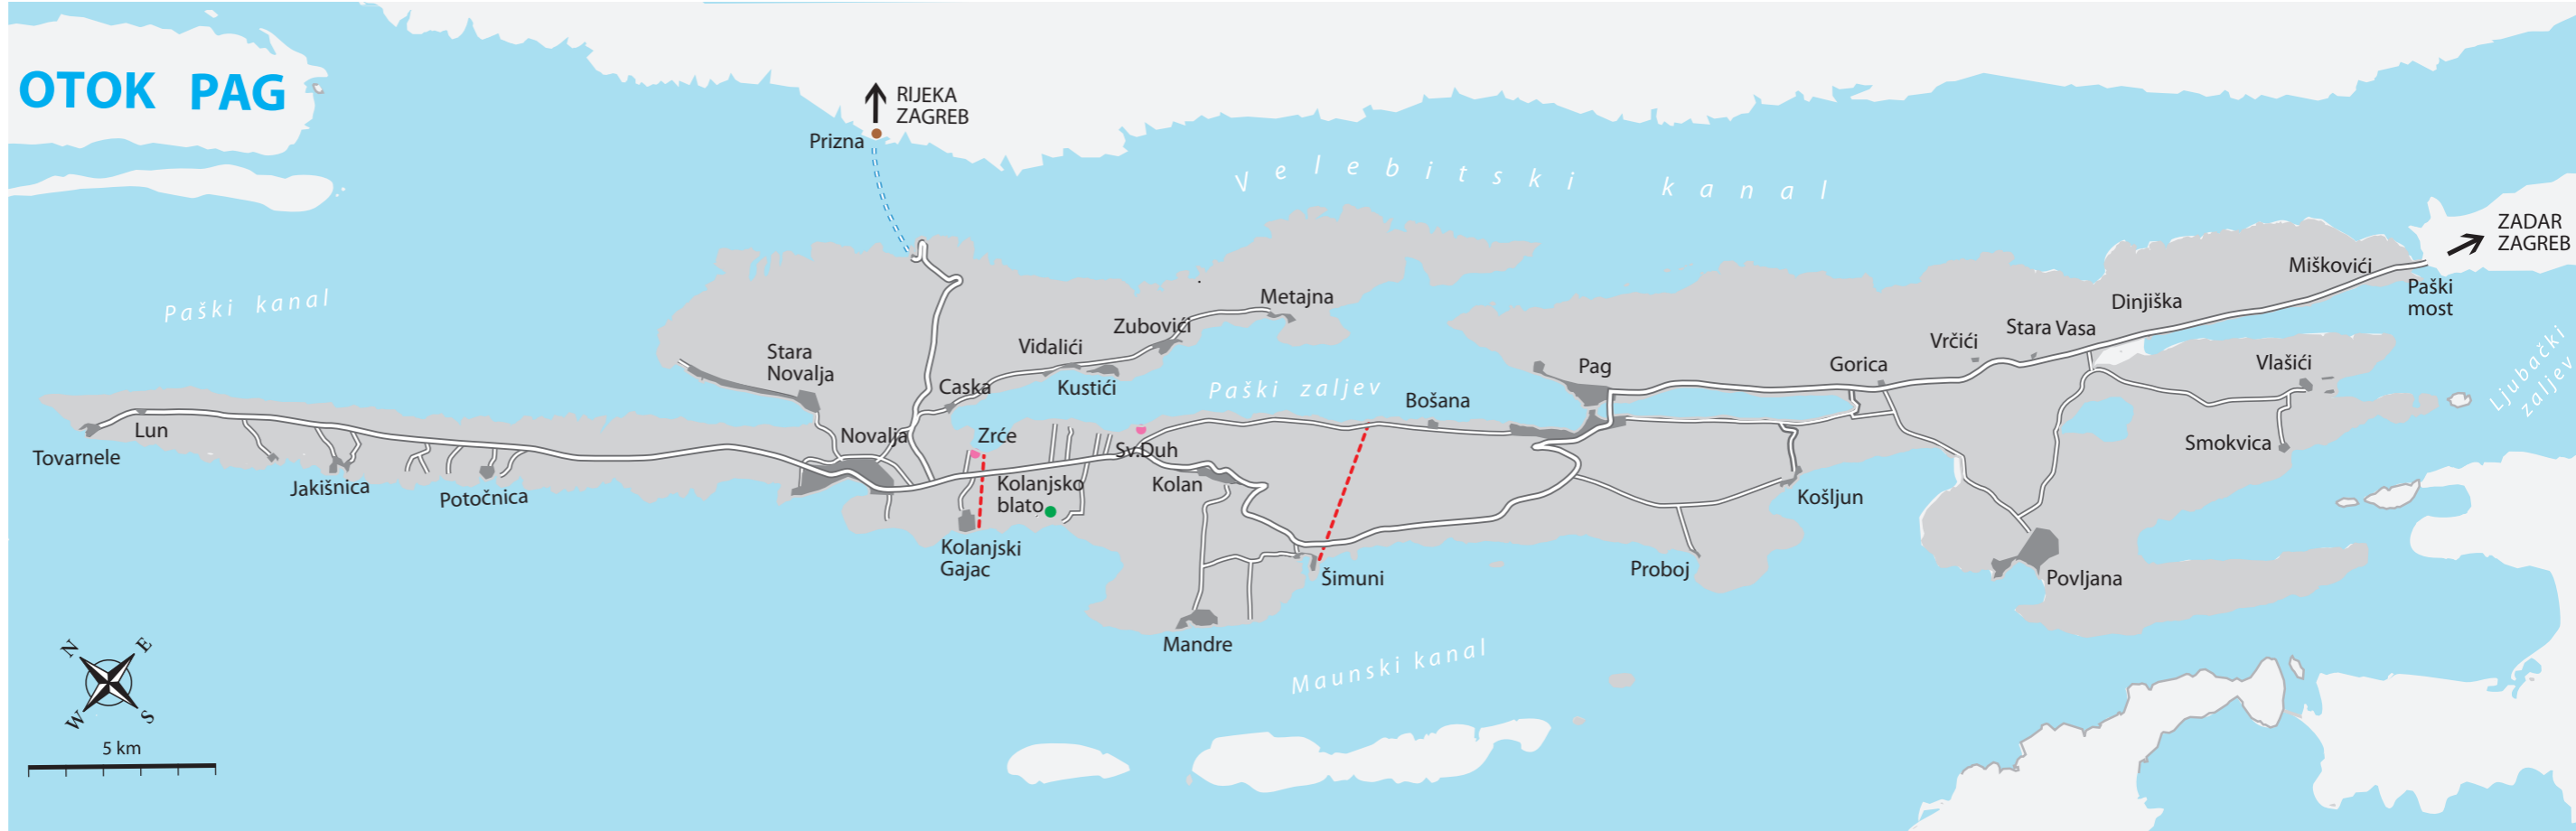 OTOK PAG
RIJEKA
ZAGREB
Prizna
Velebitski kanal
ZADAR
ZAGREB
Miškovići
Paški
most
Dinjiška
Paški kanal
Metajna
Zubovići
Vidalići
Stara Vasa
Vrčići
Stara
Novalja
Caska
Kustići
Paški zaljev
Pag
Gorica
Vlašići
Ljubački
zaljev
Bošana
Lun
Tovarnele
Novalja
Zrće
Sv.Duh
Smokvica
Jakišnica
Potočnica
Kolanjsko
blato
Kolan
Košljun
Kolanjski
Gajac
Šimuni
Proboj
Povljana
Mandre
Maunski kanal
N
E
W
S
5 km